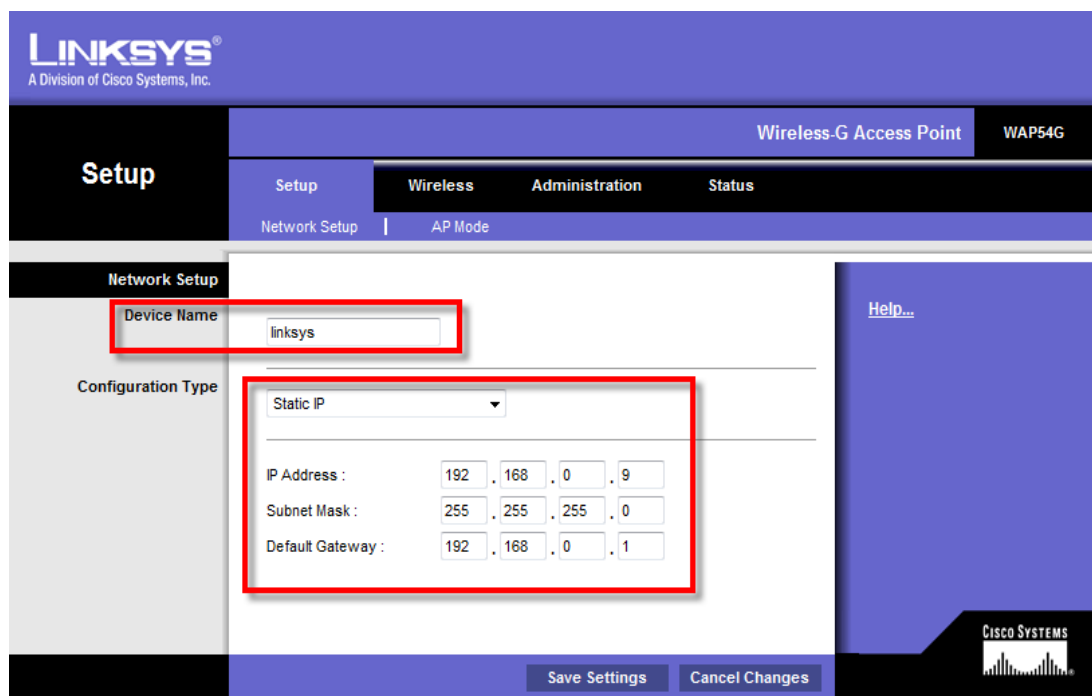 LINKSYS®
A Division of Cisco Systems, Inc.
Wireless-G Access Point WAP54G
Setup
Setup Wireless Administration Status
Network Setup | AP Mode
Network Setup
Device Name
linksys
Help...
Configuration Type
Static IP
IP Address : 192 . 168 . 0 . 9
Subnet Mask : 255 . 255 . 255 . 0
Default Gateway : 192 . 168 . 0 . 1
CISCO SYSTEMS
®
Save Settings Cancel Changes